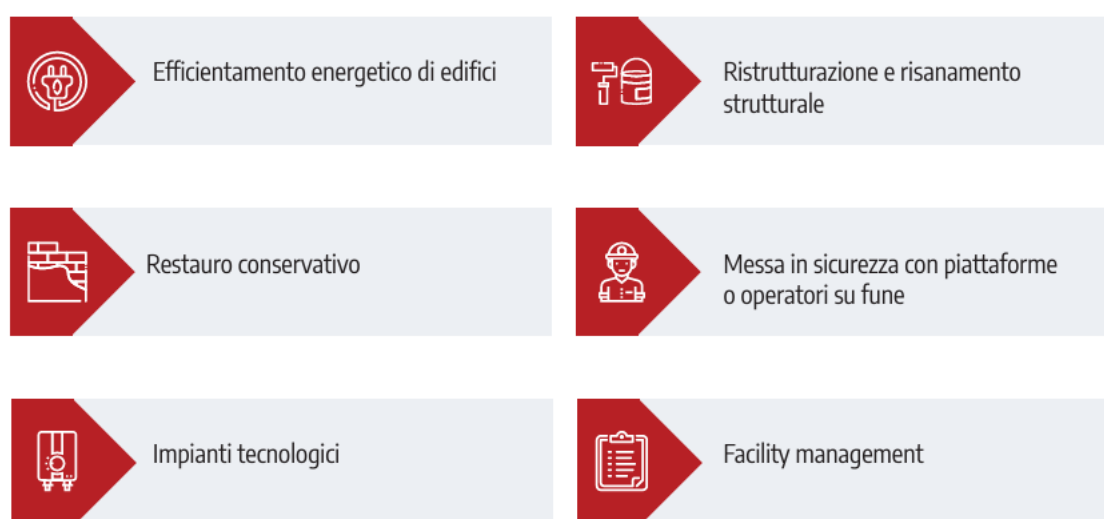 Efficientamento energetico di edifici
Ristrutturazione e risanamento
strutturale
Restauro conservativo
Messa in sicurezza con piattaforme
o operatori su fune
Impianti tecnologici
Facility management